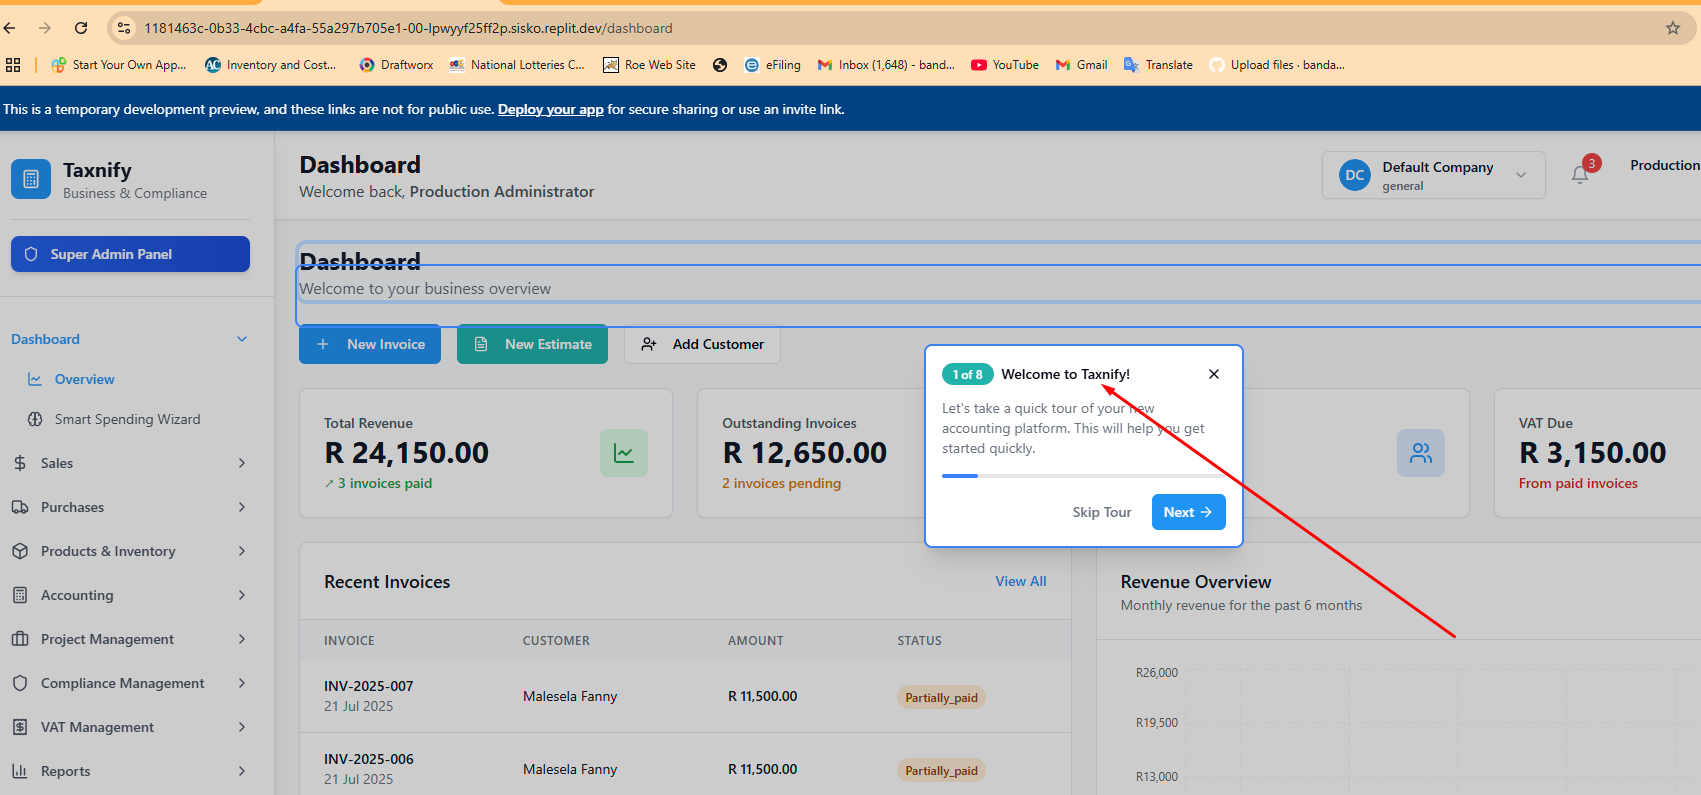 1181463c-0b33-4cbc-a4fa-55a297b705e1-00-lpwyyf25ff2p.sisko.replit.dev/dashboard
Start Your Own App...
Inventory and Cost...
Draftworx
National Lotteries C...
Roe Web Site
eFiling
Inbox (1,648) - band...
YouTube
Gmail
Translate
Upload files · banda...
This is a temporary development preview, and these links are not for public use. Deploy your app for secure sharing or use an invite link.
Taxnify
Business & Compliance
Super Admin Panel
Dashboard
Overview
Smart Spending Wizard
Sales
Purchases
Products & Inventory
Accounting
Project Management
Compliance Management
VAT Management
Reports
Dashboard
Welcome back, Production Administrator
DC
Default Company
general
3
Production
Dashboard
Welcome to your business overview
New Invoice
New Estimate
Add Customer
Total Revenue
R 24,150.00
3 invoices paid
Outstanding Invoices
R 12,650.00
2 invoices pending
VAT Due
R 3,150.00
From paid invoices
1 of 8
Welcome to Taxnify!
Let's take a quick tour of your new
accounting platform. This will help you get
started quickly.
Skip Tour
Next
Recent Invoices
View All
INVOICE CUSTOMER AMOUNT STATUS
INV-2025-007
21 Jul 2025
Malesela Fanny
R 11,500.00
Partially_paid
INV-2025-006
21 Jul 2025
Malesela Fanny
R 11,500.00
Partially_paid
Revenue Overview
Monthly revenue for the past 6 months
R26,000
R19,500
R13,000